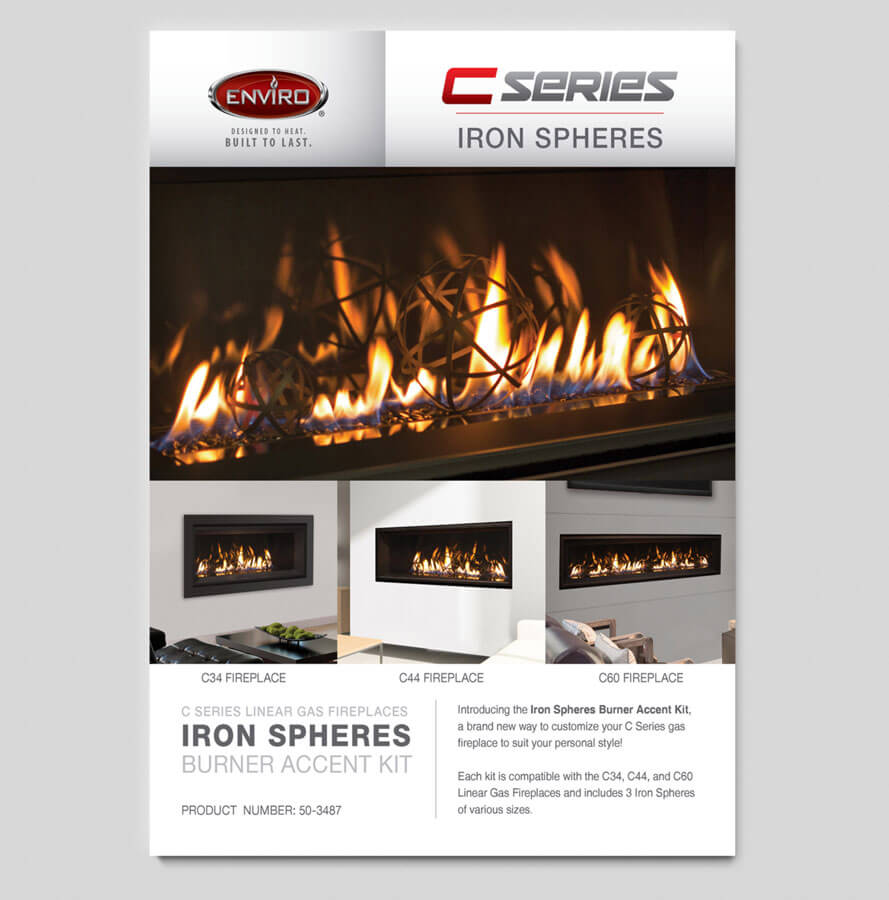 ENVIRO®
DESIGNED TO HEAT.
BUILT TO LAST.
C SERIES
IRON SPHERES
C34 FIREPLACE
C44 FIREPLACE
C60 FIREPLACE
C SERIES LINEAR GAS FIREPLACES
IRON SPHERES
BURNER ACCENT KIT
PRODUCT NUMBER: 50-3487
Introducing the Iron Spheres Burner Accent Kit,
a brand new way to customize your C Series gas
fireplace to suit your personal style!
Each kit is compatible with the C34, C44, and C60
Linear Gas Fireplaces and includes 3 Iron Spheres
of various sizes.